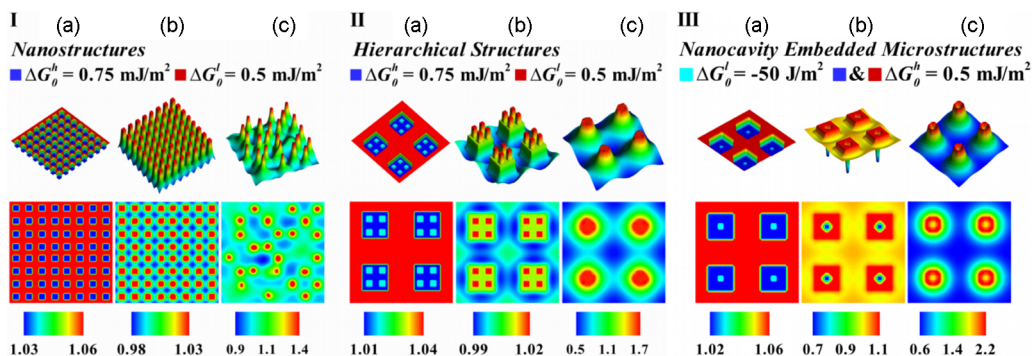 I (a) (b) (c)
Nanostructures
ΔG₀ʰ = 0.75 mJ/m² ΔG₀ˡ = 0.5 mJ/m²
1.03 1.06 0.98 1.03 0.9 1.1 1.4
II (a) (b) (c)
Hierarchical Structures
ΔG₀ʰ = 0.75 mJ/m² ΔG₀ˡ = 0.5 mJ/m²
1.01 1.04 0.99 1.02 0.5 1.1 1.7
III (a) (b) (c)
Nanocavity Embedded Microstructures
ΔG₀ˡ = -50 J/m² & ΔG₀ʰ = 0.5 mJ/m²
1.02 1.06 0.7 0.9 1.1 0.6 1.4 2.2